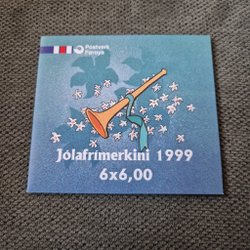 Postverk
Føroya
Jólafrímerkini 1999
6x6,00